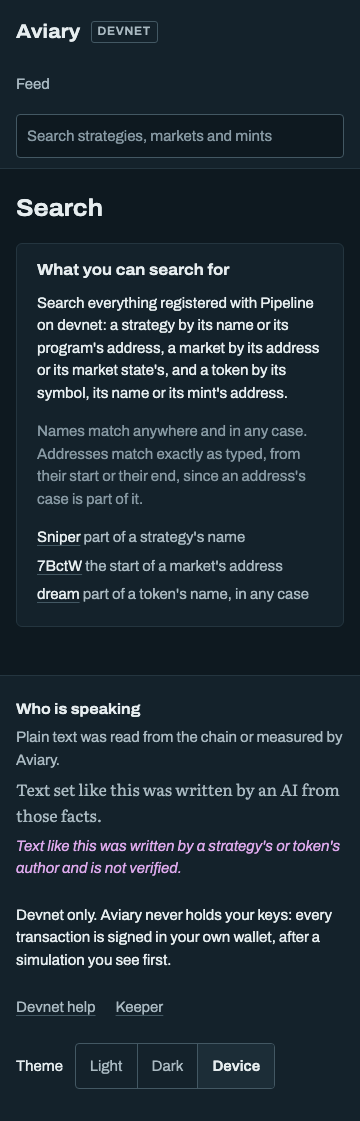 Aviary DEVNET
Feed
Search strategies, markets and mints
Search
What you can search for
Search everything registered with Pipeline
on devnet: a strategy by its name or its
program's address, a market by its address
or its market state's, and a token by its
symbol, its name or its mint's address.
Names match anywhere and in any case.
Addresses match exactly as typed, from
their start or their end, since an address's
case is part of it.
Sniper part of a strategy's name
7BctW the start of a market's address
dream part of a token's name, in any case
Who is speaking
Plain text was read from the chain or measured by
Aviary.
Text set like this was written by an AI from
those facts.
Text like this was written by a strategy's or token's
author and is not verified.
Devnet only. Aviary never holds your keys: every
transaction is signed in your own wallet, after a
simulation you see first.
Devnet help Keeper
Theme Light Dark Device